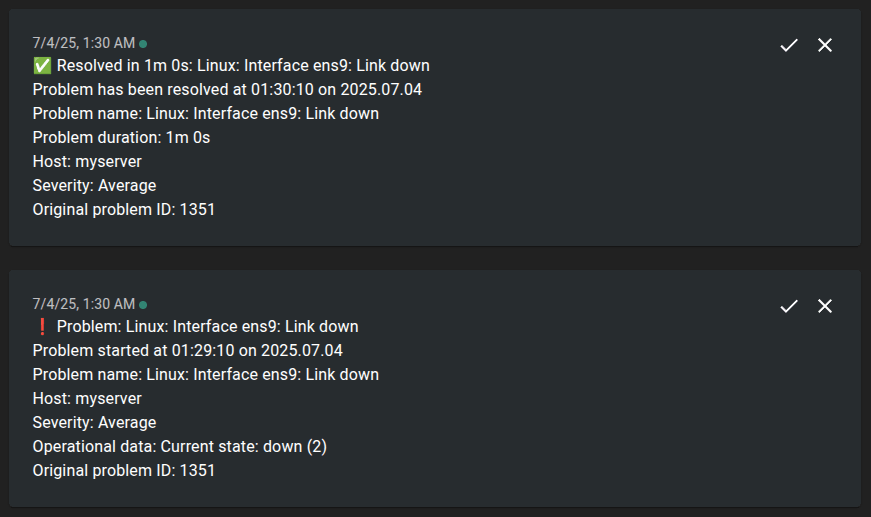 7/4/25, 1:30 AM
✅ Resolved in 1m 0s: Linux: Interface ens9: Link down
Problem has been resolved at 01:30:10 on 2025.07.04
Problem name: Linux: Interface ens9: Link down
Problem duration: 1m 0s
Host: myserver
Severity: Average
Original problem ID: 1351
7/4/25, 1:30 AM
❗ Problem: Linux: Interface ens9: Link down
Problem started at 01:29:10 on 2025.07.04
Problem name: Linux: Interface ens9: Link down
Host: myserver
Severity: Average
Operational data: Current state: down (2)
Original problem ID: 1351